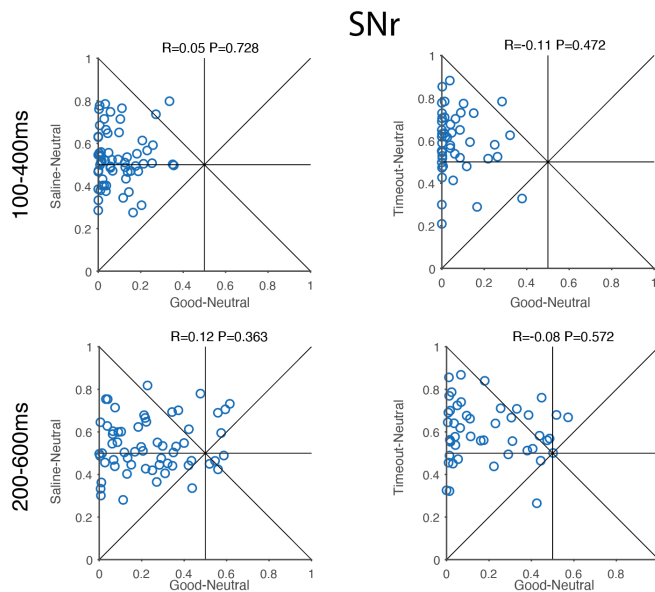 SNr
100-400ms
R=0.05 P=0.728
1
0.8
0.6
0.4
0.2
0
Saline-Neutral
0 0.2 0.4 0.6 0.8 1
Good-Neutral
R=-0.11 P=0.472
1
0.8
0.6
0.4
0.2
0
Timeout-Neutral
0 0.2 0.4 0.6 0.8 1
Good-Neutral
200-600ms
R=0.12 P=0.363
1
0.8
0.6
0.4
0.2
0
Saline-Neutral
0 0.2 0.4 0.6 0.8 1
Good-Neutral
R=-0.08 P=0.572
1
0.8
0.6
0.4
0.2
0
Timeout-Neutral
0 0.2 0.4 0.6 0.8 1
Good-Neutral